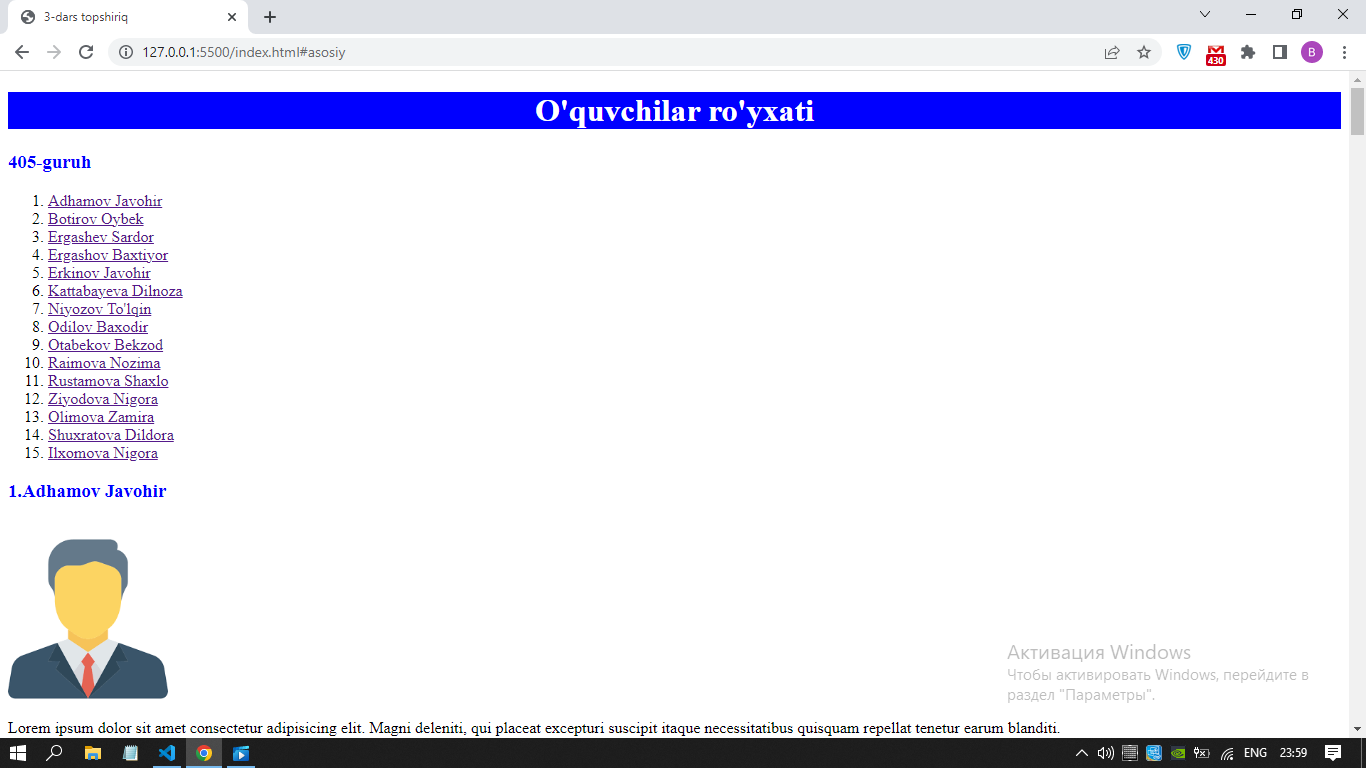 3-dars topshiriq
127.0.0.1:5500/index.html#asosiy
430
B
O'quvchilar ro'yxati
405-guruh
1. Adhamov Javohir
2. Botirov Oybek
3. Ergashev Sardor
4. Ergashov Baxtiyor
5. Erkinov Javohir
6. Kattabayeva Dilnoza
7. Niyozov To'lqin
8. Odilov Baxodir
9. Otabekov Bekzod
10. Raimova Nozima
11. Rustamova Shaxlo
12. Ziyodova Nigora
13. Olimova Zamira
14. Shuxratova Dildora
15. Ilxomova Nigora
1.Adhamov Javohir
Активация Windows
Чтобы активировать Windows, перейдите в
раздел "Параметры".
Lorem ipsum dolor sit amet consectetur adipisicing elit. Magni deleniti, qui placeat excepturi suscipit itaque necessitatibus quisquam repellat tenetur earum blanditi.
ENG 23:59